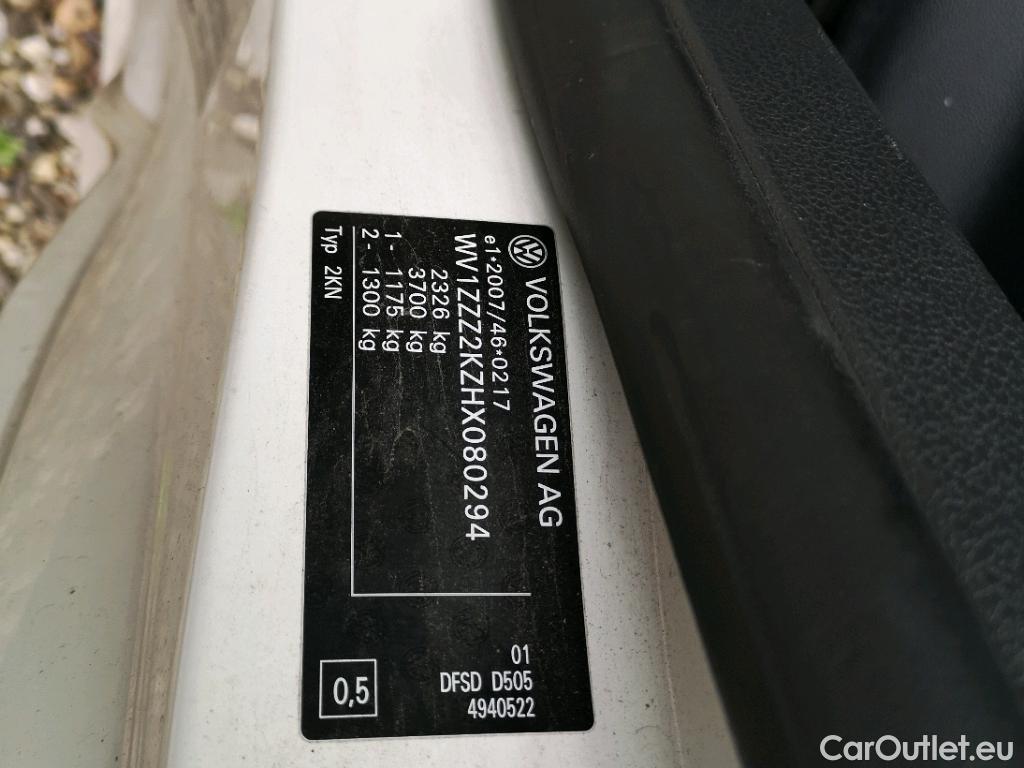 VOLKSWAGEN AG
e1*2007/46*0217
WV1ZZZ2KZHX080294
2326 kg
3700 kg
1- 1175 kg
2- 1300 kg
Typ 2KN
01
DFSD D505
4940522
0,5
CarOutlet.eu